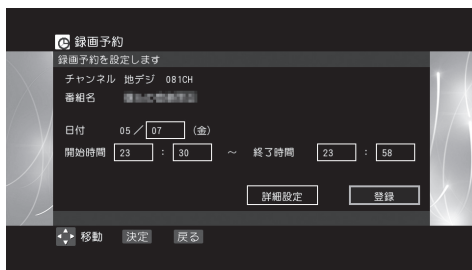 録画予約
録画予約を設定します
チャンネル 地デジ 081CH
番組名
日付 05／07 (金)
開始時間 23 : 30 ～ 終了時間 23 : 58
詳細設定 登録
移動 決定 戻る